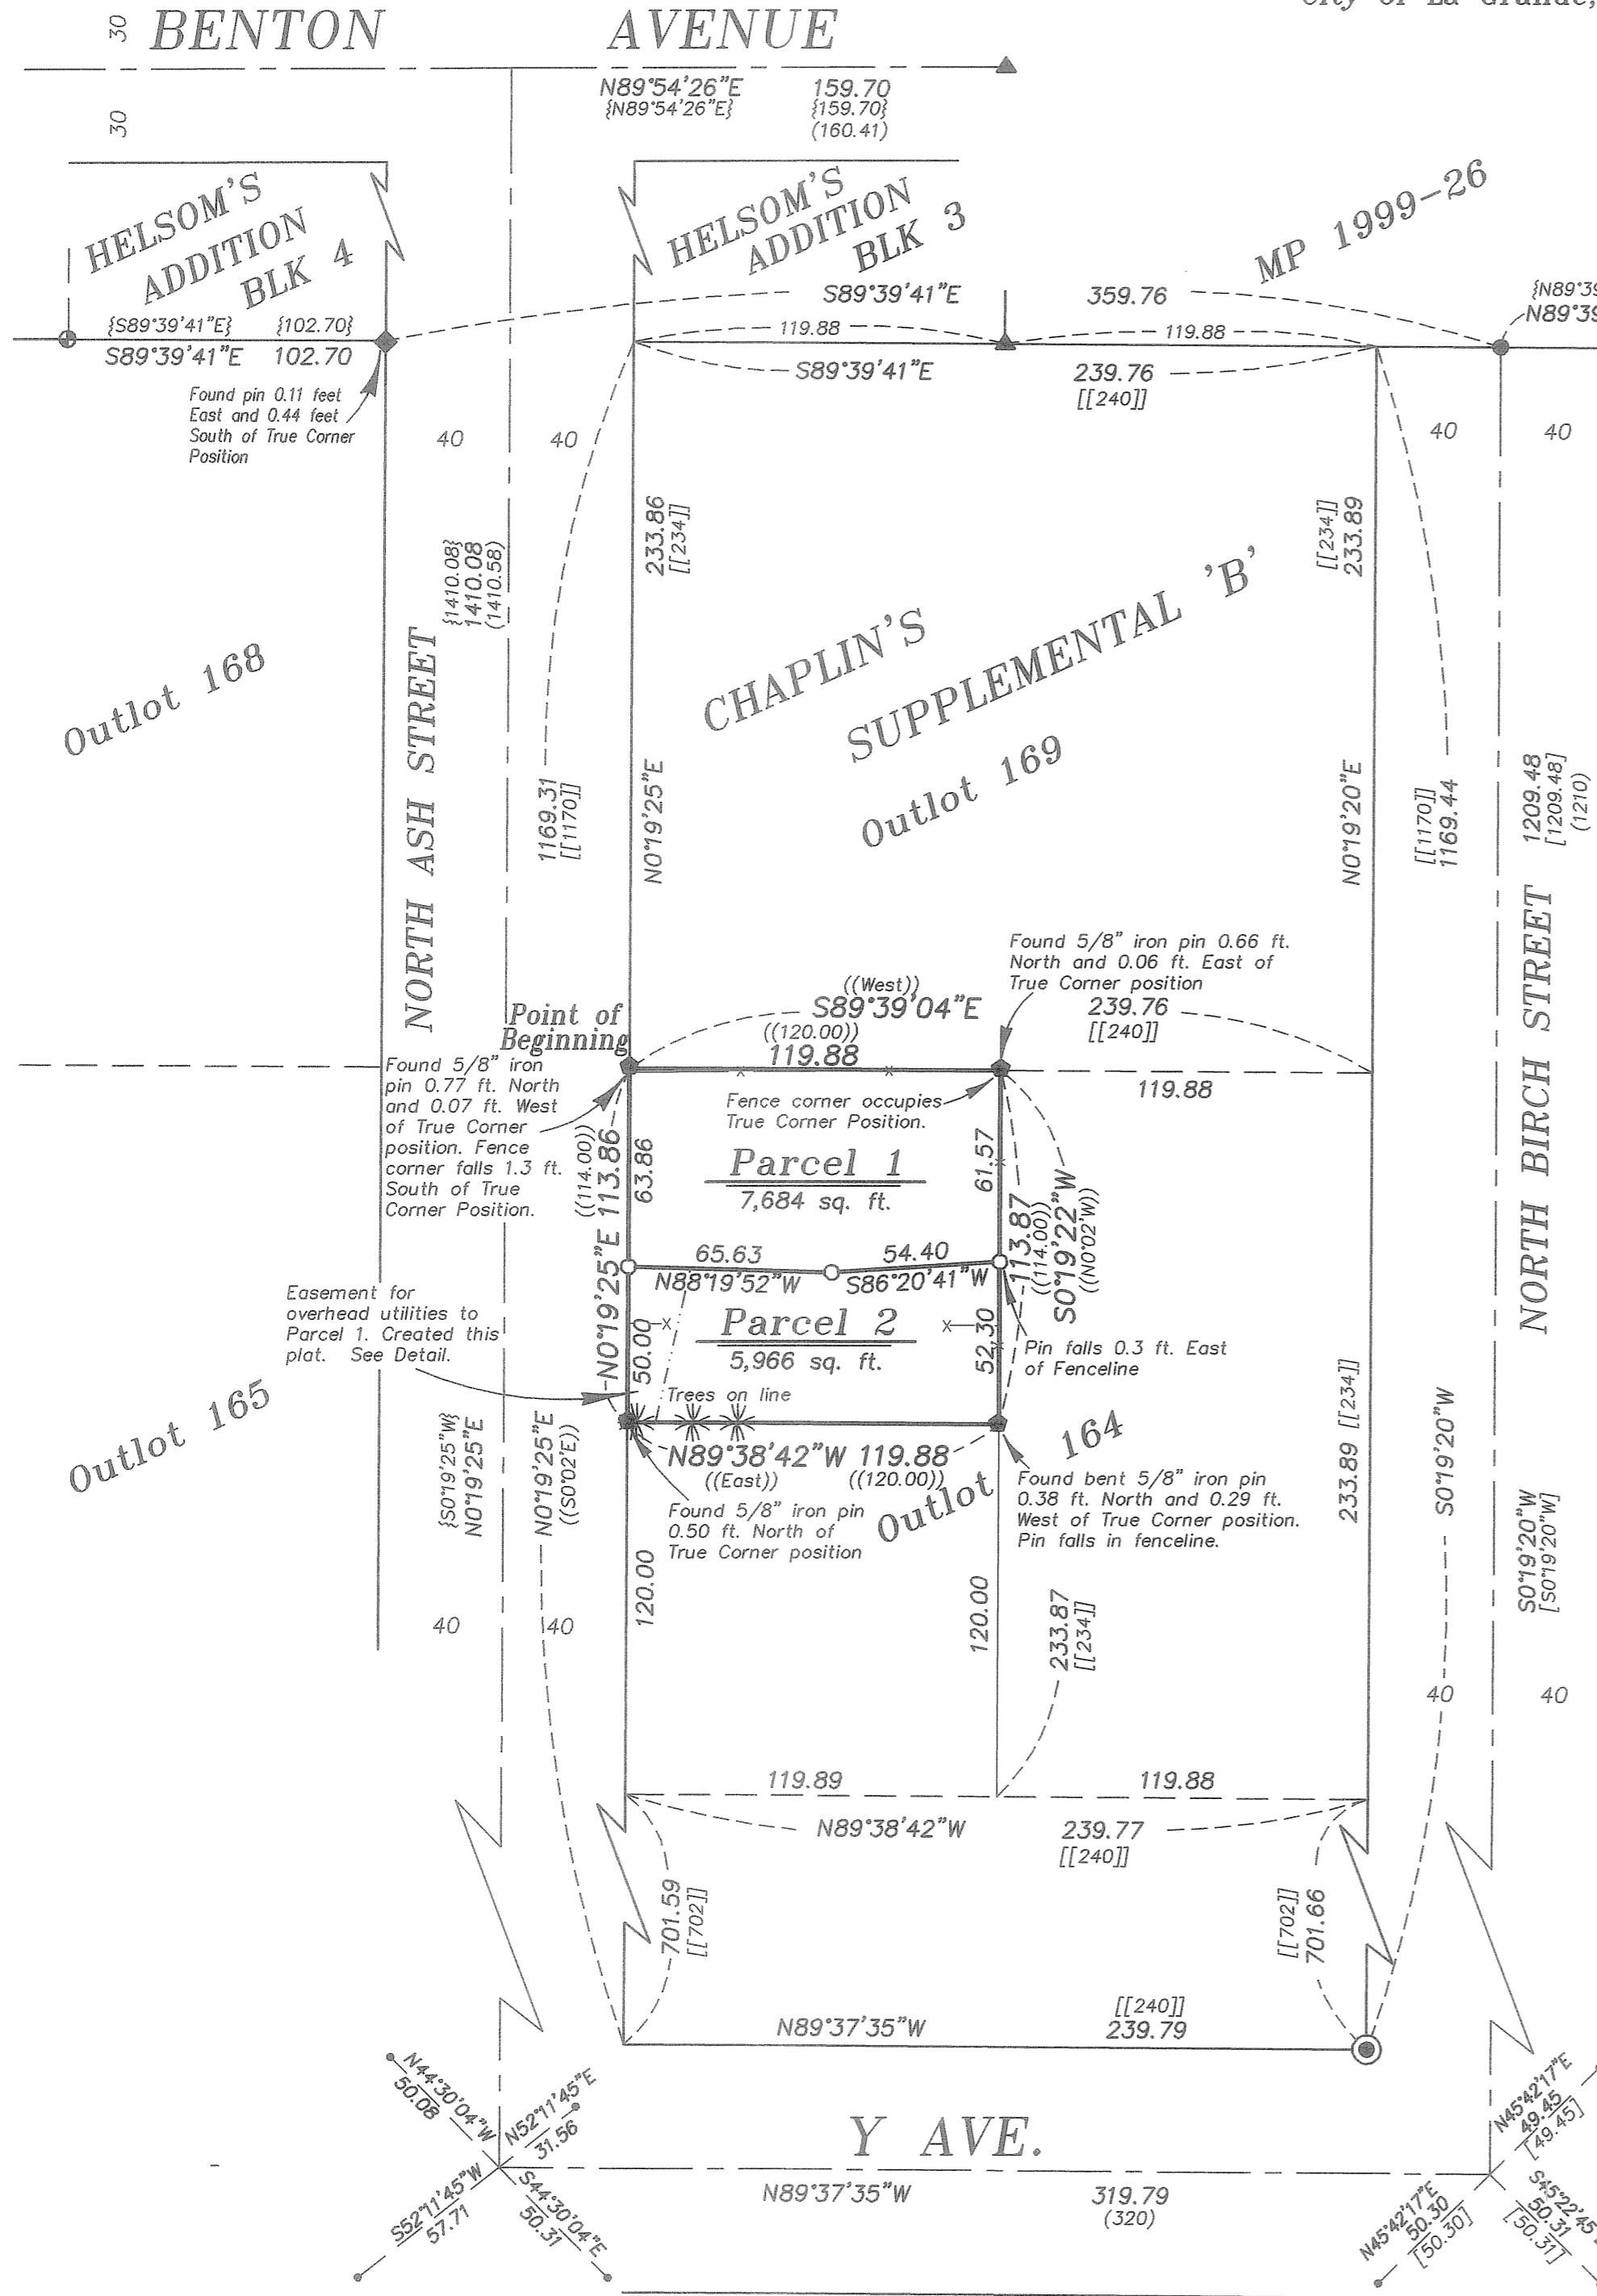 City of La Grande,
30
BENTON AVENUE
30
N89°54'26"E 159.70
{N89°54'26"E} {159.70}
(160.41)
HELSOM'S
ADDITION
BLK 4
HELSOM'S
ADDITION
BLK 3
MP 1999-26
S89°39'41"E 359.76
{S89°39'41"E} {102.70}
S89°39'41"E 102.70
119.88
119.88
S89°39'41"E 239.76
[[240]]
Found pin 0.11 feet
East and 0.44 feet
South of True Corner
Position
40
40
40
40
233.86
[[234]]
[[234]]
233.89
{1410.08}
1410.08
(1410.58)
CHAPLIN'S
SUPPLEMENTAL 'B'
Outlot 169
Outlot 168
NORTH ASH STREET
1169.31
[[1170]]
N0°19'25"E
N0°19'20"E
[[1170]]
1169.44
1209.48
[1209.48]
(1210)
NORTH BIRCH STREET
Found 5/8" iron pin 0.66 ft.
North and 0.06 ft. East of
True Corner position
((West))
S89°39'04"E 239.76
((120.00)) [[240]]
119.88
119.88
Point of
Beginning
Found 5/8" iron
pin 0.77 ft. North
and 0.07 ft. West
of True Corner
position. Fence
corner falls 1.3 ft.
South of True
Corner Position.
Fence corner occupies
True Corner Position.
Parcel 1
7,684 sq. ft.
((114.00))
N0°19'25"E 113.86
63.86
61.57
113.87
((114.00))
S0°19'22"W
((N0°02'W))
65.63 54.40
N88°19'52"W S86°20'41"W
Easement for
overhead utilities to
Parcel 1. Created this
plat. See Detail.
Parcel 2
5,966 sq. ft.
50.00
52.30
Pin falls 0.3 ft. East
of Fenceline
Trees on line
N89°38'42"W 119.88
((East)) ((120.00))
Outlot 164
Outlot 165
Found 5/8" iron pin
0.50 ft. North of
True Corner position
Found bent 5/8" iron pin
0.38 ft. North and 0.29 ft.
West of True Corner position.
Pin falls in fenceline.
233.89 [[234]]
S0°19'20"W
{S0°19'25"W}
N0°19'25"E
N0°19'25"E
((S0°02'E))
S0°19'20"W
[S0°19'20"W]
120.00
120.00
233.87
[[234]]
40
40
40
40
119.89 119.88
N89°38'42"W 239.77
[[240]]
701.59
[[702]]
[[702]]
701.66
[[240]]
N89°37'35"W 239.79
N44°30'04"W
50.08
N52°11'45"E
31.56
S52°11'45"W
57.71
S44°30'04"E
50.31
Y AVE.
N89°37'35"W 319.79
(320)
N45°42'17"E
49.45
[49.45]
N45°42'17"E
50.30
[50.30]
50.31
[50.31]